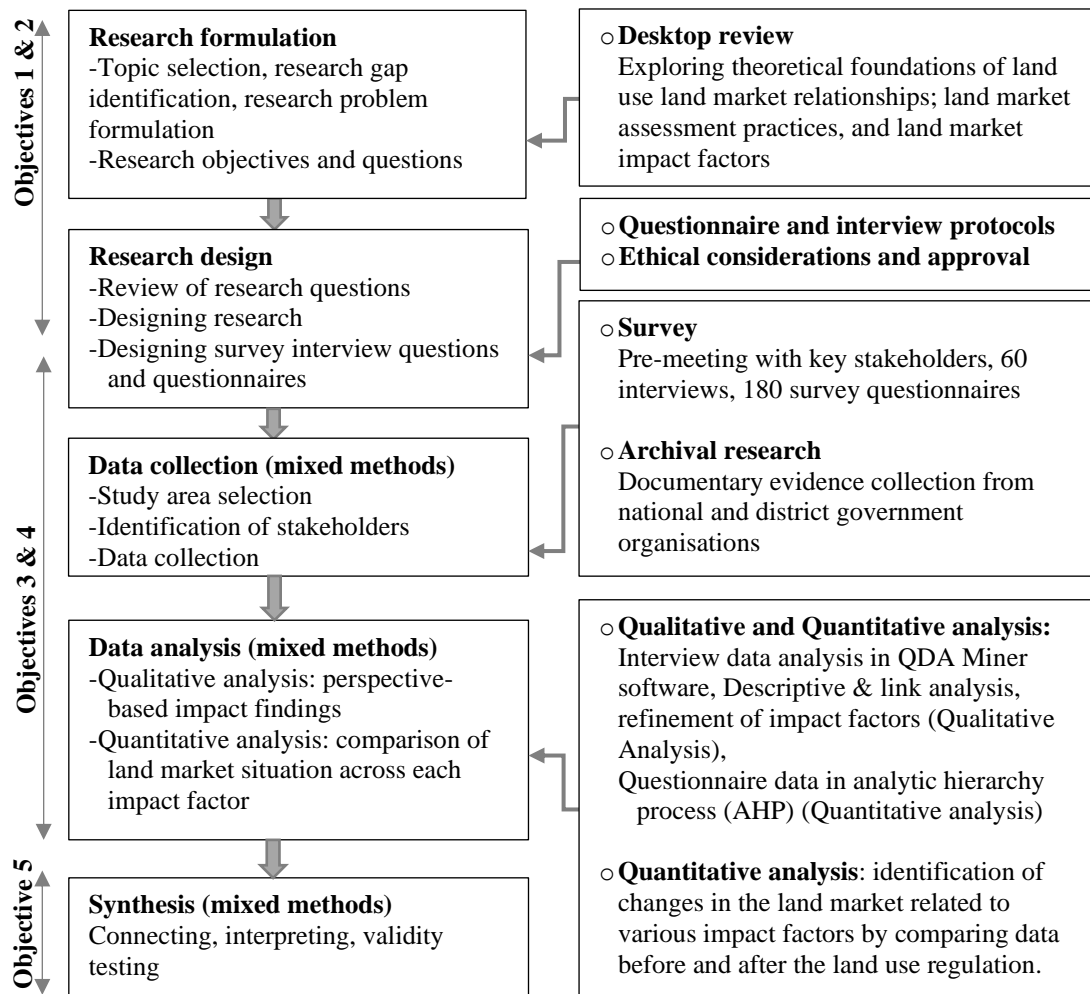 Objectives 1 & 2
Research formulation
-Topic selection, research gap
identification, research problem
formulation
-Research objectives and questions
○ Desktop review
Exploring theoretical foundations of land
use land market relationships; land market
assessment practices, and land market
impact factors
Research design
-Review of research questions
-Designing research
-Designing survey interview questions
and questionnaires
○ Questionnaire and interview protocols
○ Ethical considerations and approval
Objectives 3 & 4
Data collection (mixed methods)
-Study area selection
-Identification of stakeholders
-Data collection
○ Survey
Pre-meeting with key stakeholders, 60
interviews, 180 survey questionnaires
○ Archival research
Documentary evidence collection from
national and district government
organisations
Data analysis (mixed methods)
-Qualitative analysis: perspective-
based impact findings
-Quantitative analysis: comparison of
land market situation across each
impact factor
○ Qualitative and Quantitative analysis:
Interview data analysis in QDA Miner
software, Descriptive & link analysis,
refinement of impact factors (Qualitative
Analysis),
Questionnaire data in analytic hierarchy
process (AHP) (Quantitative analysis)
○ Quantitative analysis: identification of
changes in the land market related to
various impact factors by comparing data
before and after the land use regulation.
Objective 5
Synthesis (mixed methods)
Connecting, interpreting, validity
testing